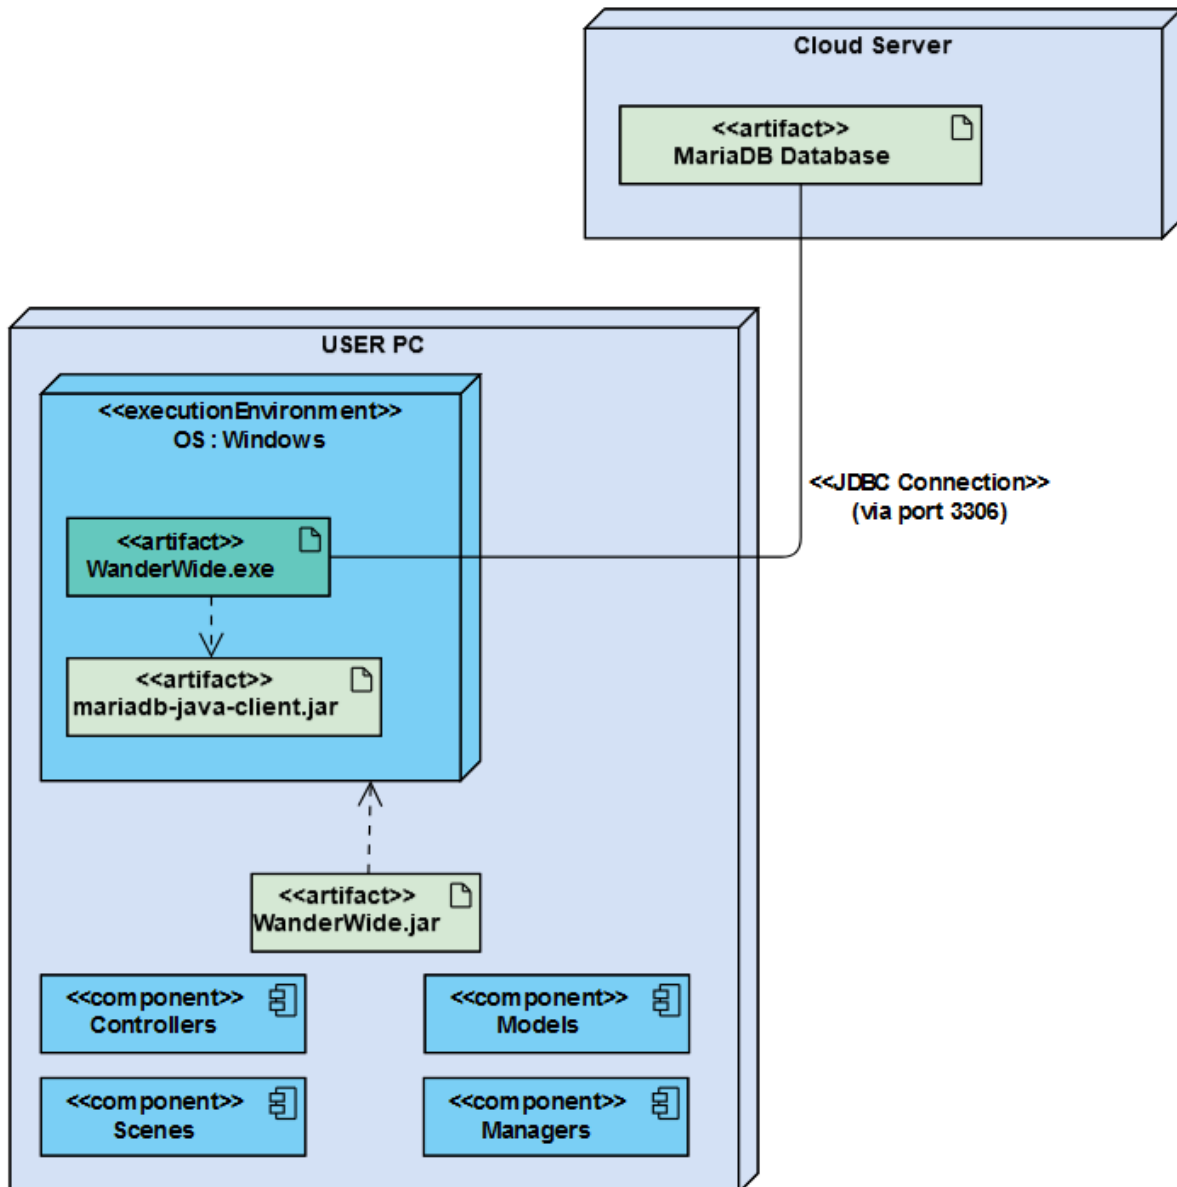 Cloud Server
<<artifact>>
MariaDB Database
USER PC
<<executionEnvironment>>
OS : Windows
<<JDBC Connection>>
(via port 3306)
<<artifact>>
WanderWide.exe
<<artifact>>
mariadb-java-client.jar
<<artifact>>
WanderWide.jar
<<component>>
Controllers
<<component>>
Models
<<component>>
Scenes
<<component>>
Managers